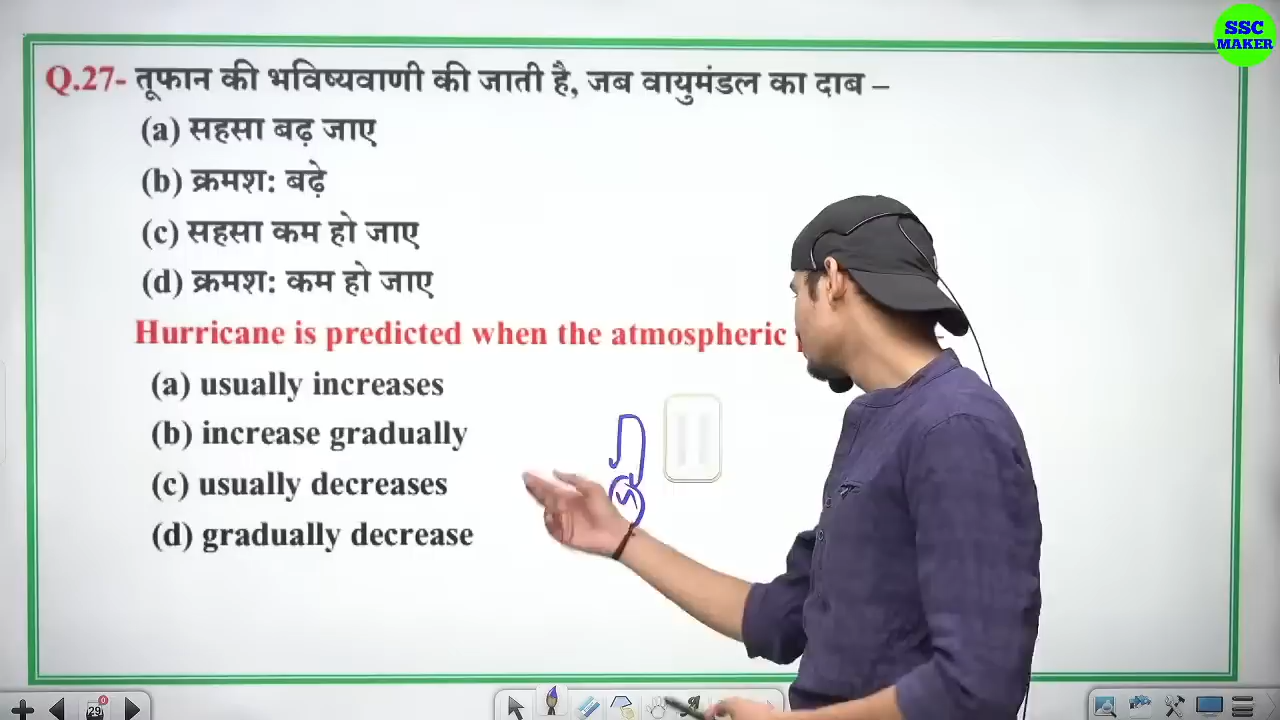 SSC
MAKER
Q.27- तूफान की भविष्यवाणी की जाती है, जब वायुमंडल का दाब –
(a) सहसा बढ़ जाए
(b) क्रमश: बढ़े
(c) सहसा कम हो जाए
(d) क्रमश: कम हो जाए
Hurricane is predicted when the atmospheric
(a) usually increases
(b) increase gradually
(c) usually decreases
(d) gradually decrease